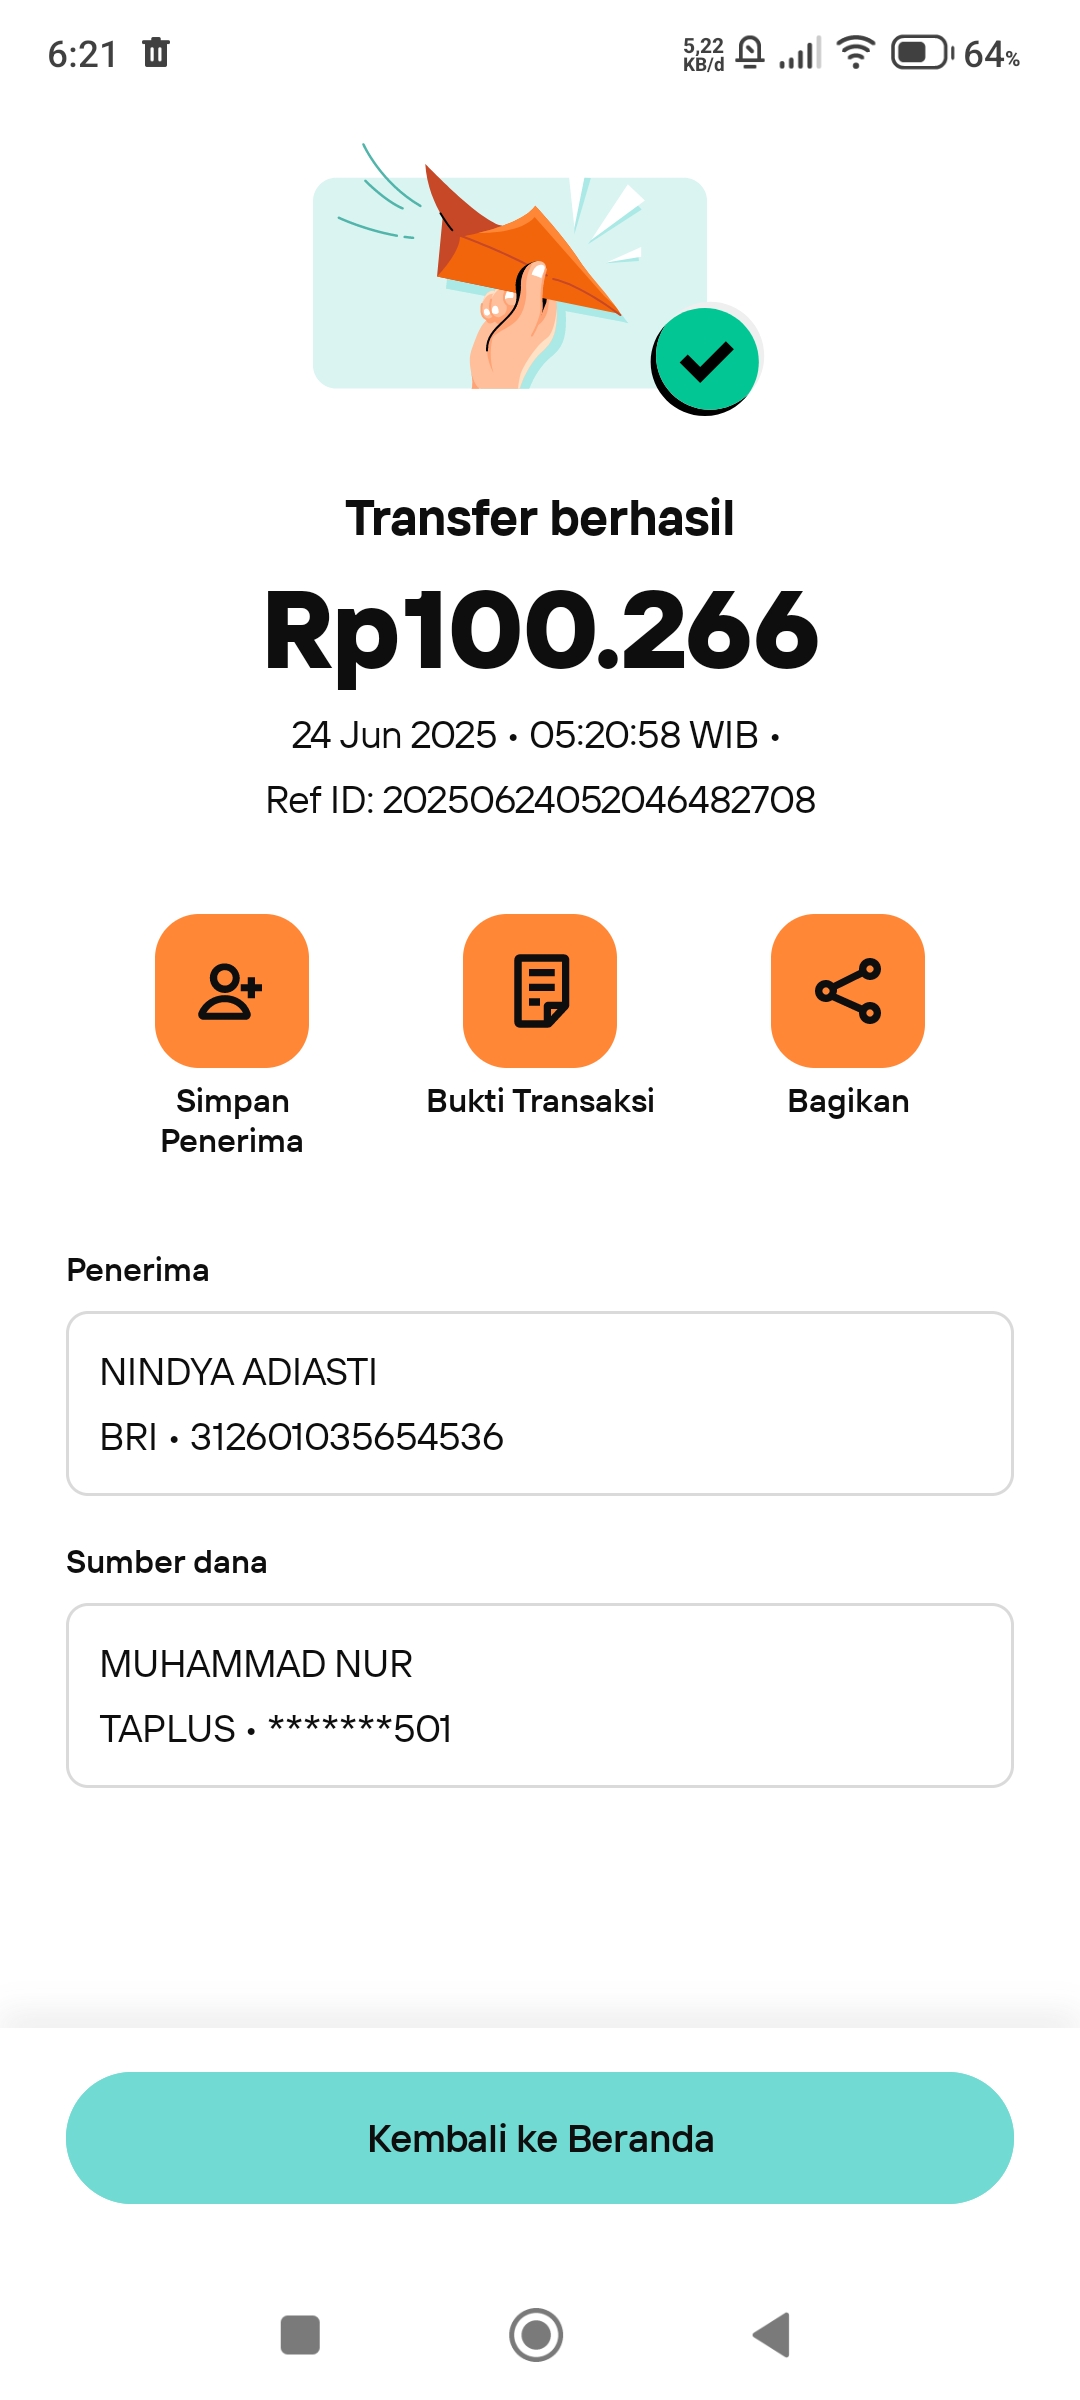 6:21
5,22
KB/d
64%
Transfer berhasil
Rp100.266
24 Jun 2025 • 05:20:58 WIB •
Ref ID: 20250624052046482708
Simpan
Penerima
Bukti Transaksi
Bagikan
Penerima
NINDYA ADIASTI
BRI • 312601035654536
Sumber dana
MUHAMMAD NUR
TAPLUS • *******501
Kembali ke Beranda